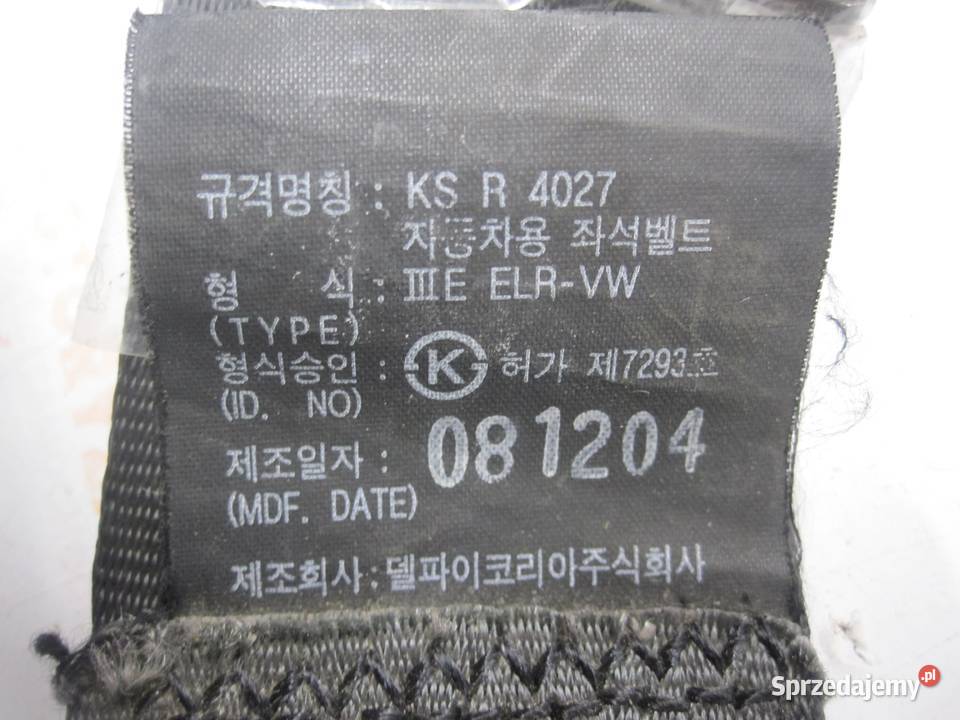 규격명칭 : KS R 4027
자동차용 좌석벨트
형 식 : ⅢE ELR-VW
(TYPE)
형식승인 : K 허가 제7293호
(ID. NO)
제조일자 : 081204
(MDF. DATE)
제조회사 : 델파이코리아주식회사
Sprzedajemy.pl